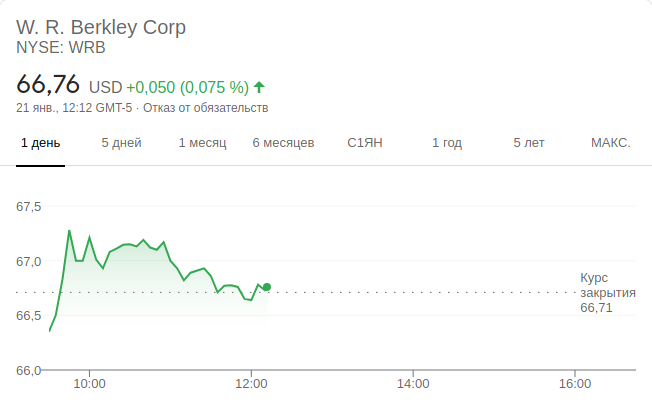 W. R. Berkley Corp
NYSE: WRB
66,76 USD +0,050 (0,075 %)
21 янв., 12:12 GMT-5 · Отказ от обязательств
1 день 5 дней 1 месяц 6 месяцев С1ЯН 1 год 5 лет МАКС.
67,5
67,0
66,5
66,0
Курс
закрытия
66,71
10:00 12:00 14:00 16:00